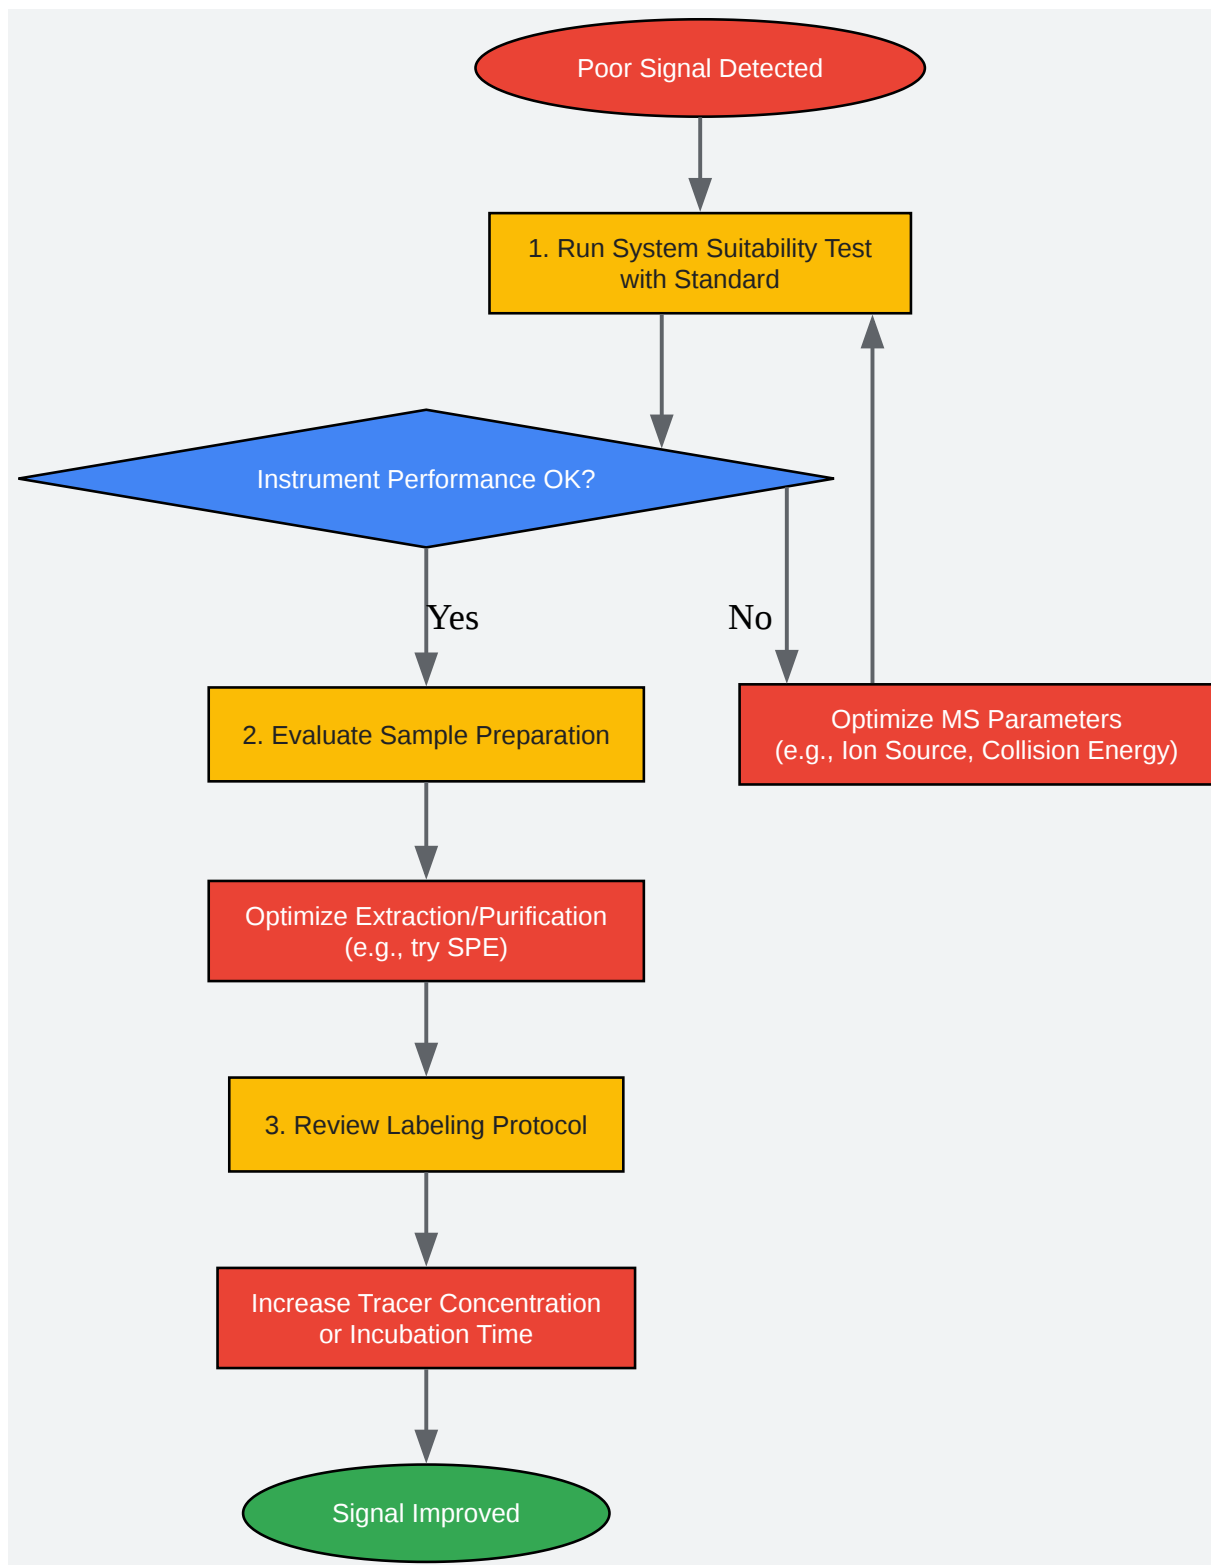 Poor Signal Detected
1. Run System Suitability Test
with Standard
Instrument Performance OK?
Yes
No
Optimize MS Parameters
(e.g., Ion Source, Collision Energy)
2. Evaluate Sample Preparation
Optimize Extraction/Purification
(e.g., try SPE)
3. Review Labeling Protocol
Increase Tracer Concentration
or Incubation Time
Signal Improved